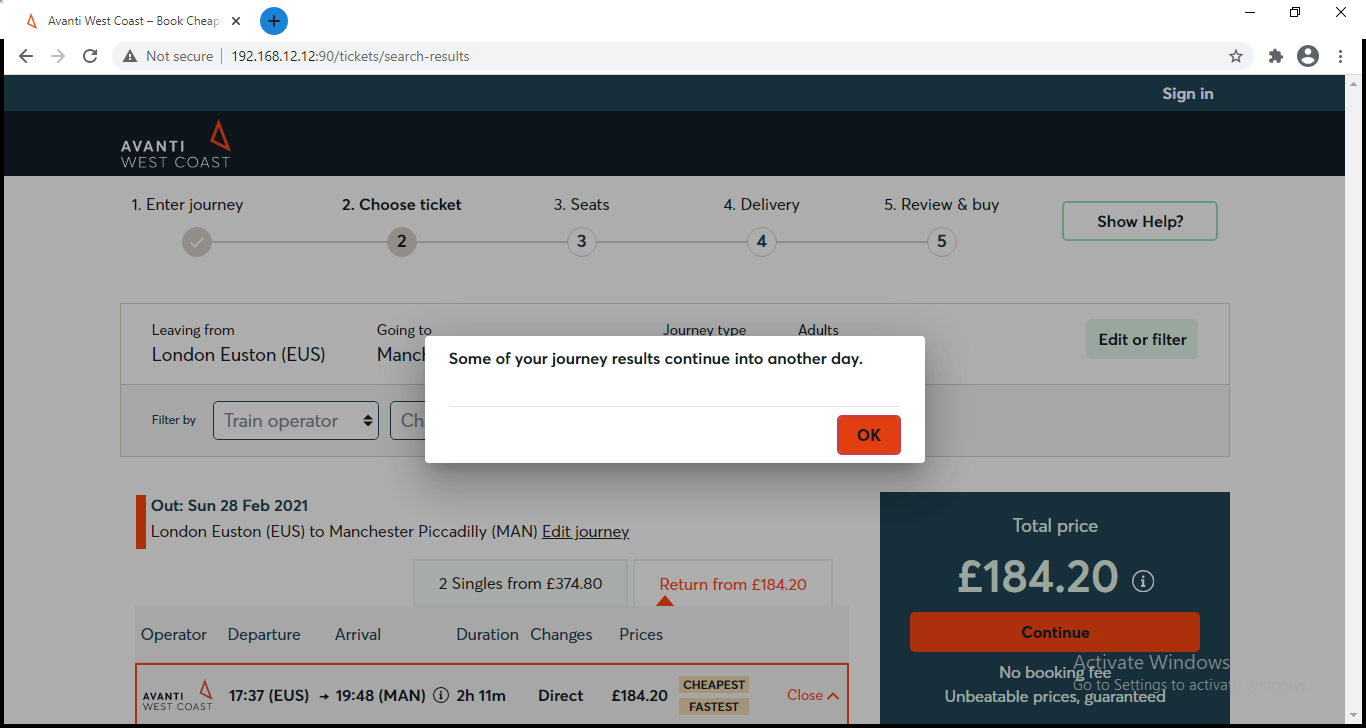 Avanti West Coast – Book Cheap
Not secure
192.168.12.12:90/tickets/search-results
Sign in
AVANTI
WEST COAST
1. Enter journey
2. Choose ticket
3. Seats
4. Delivery
5. Review & buy
2
3
4
5
Show Help?
Leaving from
Going to
Journey type
Adults
London Euston (EUS)
Manch
Edit or filter
Some of your journey results continue into another day.
OK
Filter by
Train operator
Ch
Out: Sun 28 Feb 2021
London Euston (EUS) to Manchester Piccadilly (MAN) Edit journey
2 Singles from £374.80
Return from £184.20
Operator
Departure
Arrival
Duration
Changes
Prices
AVANTI
WEST COAST
17:37 (EUS) → 19:48 (MAN)
2h 11m
Direct
£184.20
CHEAPEST
FASTEST
Close
Total price
£184.20
Continue
No booking fee
Unbeatable prices, guaranteed
Activate Windows
Go to Settings to activate Windows.